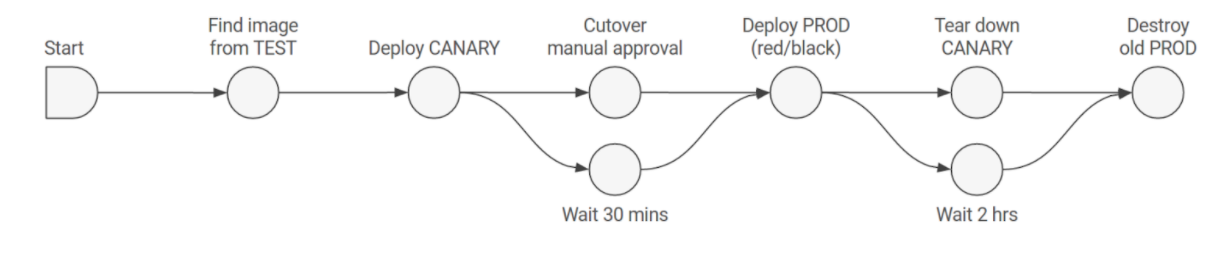 Start
Find image
from TEST
Deploy CANARY
Cutover
manual approval
Wait 30 mins
Deploy PROD
(red/black)
Tear down
CANARY
Wait 2 hrs
Destroy
old PROD